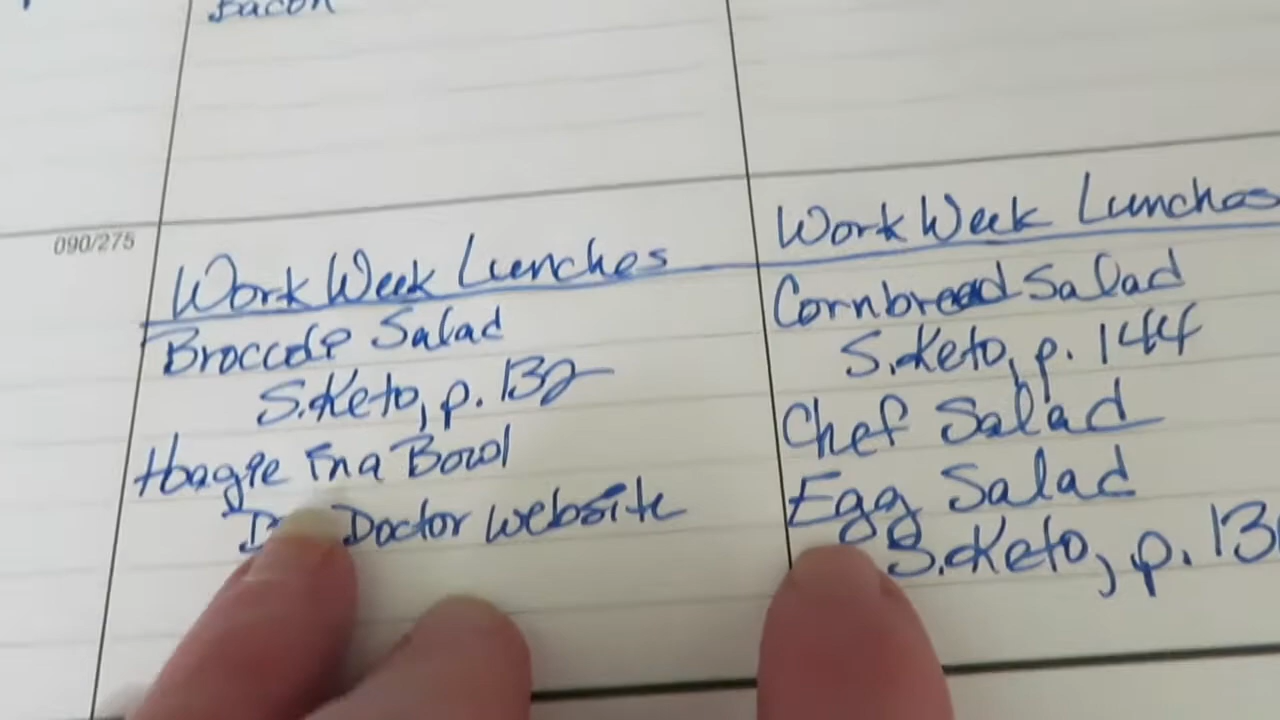 Bacon
090/275
Work Week Lunches
Broccoli Salad
S.Keto, p. 132
Hoagie in a Bowl
Doctor website
Work Week Lunches
Cornbread Salad
S.Keto, p. 144
Chef Salad
Egg Salad
S.Keto, p. 13